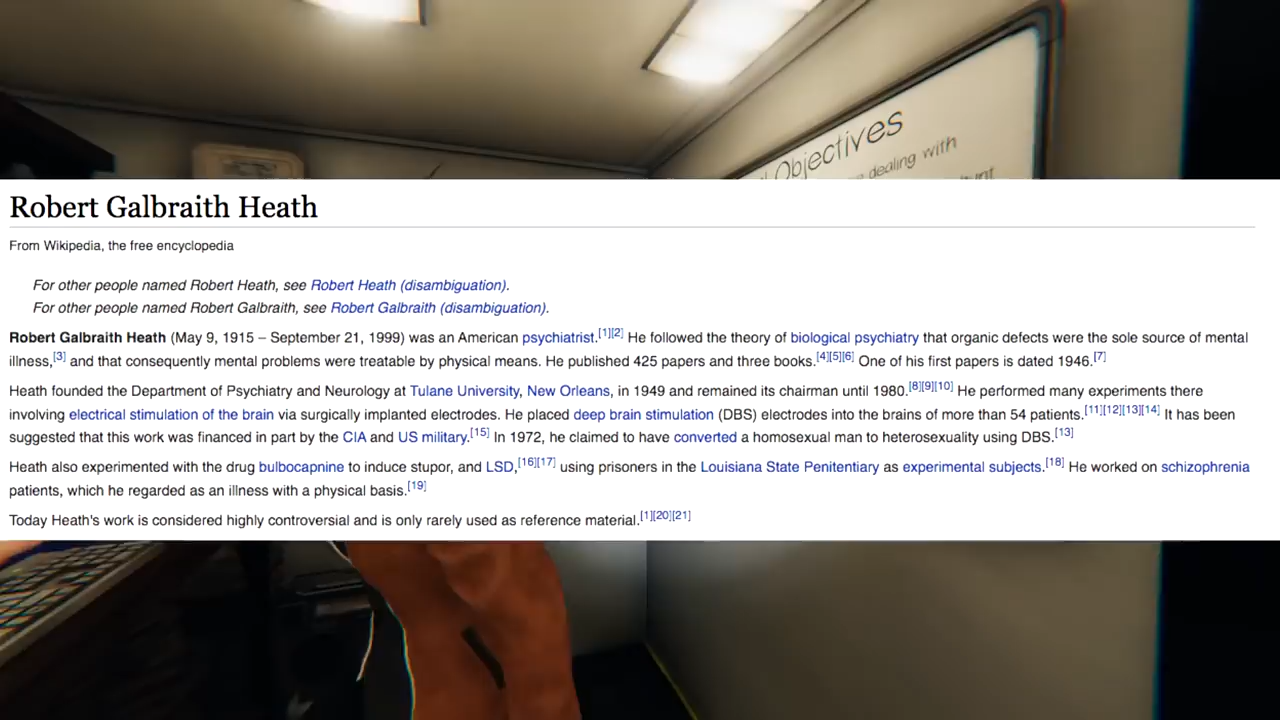 Objectives
dealing with
Robert Galbraith Heath
From Wikipedia, the free encyclopedia
For other people named Robert Heath, see Robert Heath (disambiguation).
For other people named Robert Galbraith, see Robert Galbraith (disambiguation).
Robert Galbraith Heath (May 9, 1915 – September 21, 1999) was an American psychiatrist.[1][2] He followed the theory of biological psychiatry that organic defects were the sole source of mental
illness,[3] and that consequently mental problems were treatable by physical means. He published 425 papers and three books.[4][5][6] One of his first papers is dated 1946.[7]
Heath founded the Department of Psychiatry and Neurology at Tulane University, New Orleans, in 1949 and remained its chairman until 1980.[8][9][10] He performed many experiments there
involving electrical stimulation of the brain via surgically implanted electrodes. He placed deep brain stimulation (DBS) electrodes into the brains of more than 54 patients.[11][12][13][14] It has been
suggested that this work was financed in part by the CIA and US military.[15] In 1972, he claimed to have converted a homosexual man to heterosexuality using DBS.[13]
Heath also experimented with the drug bulbocapnine to induce stupor, and LSD,[16][17] using prisoners in the Louisiana State Penitentiary as experimental subjects.[18] He worked on schizophrenia
patients, which he regarded as an illness with a physical basis.[19]
Today Heath's work is considered highly controversial and is only rarely used as reference material.[1][20][21]